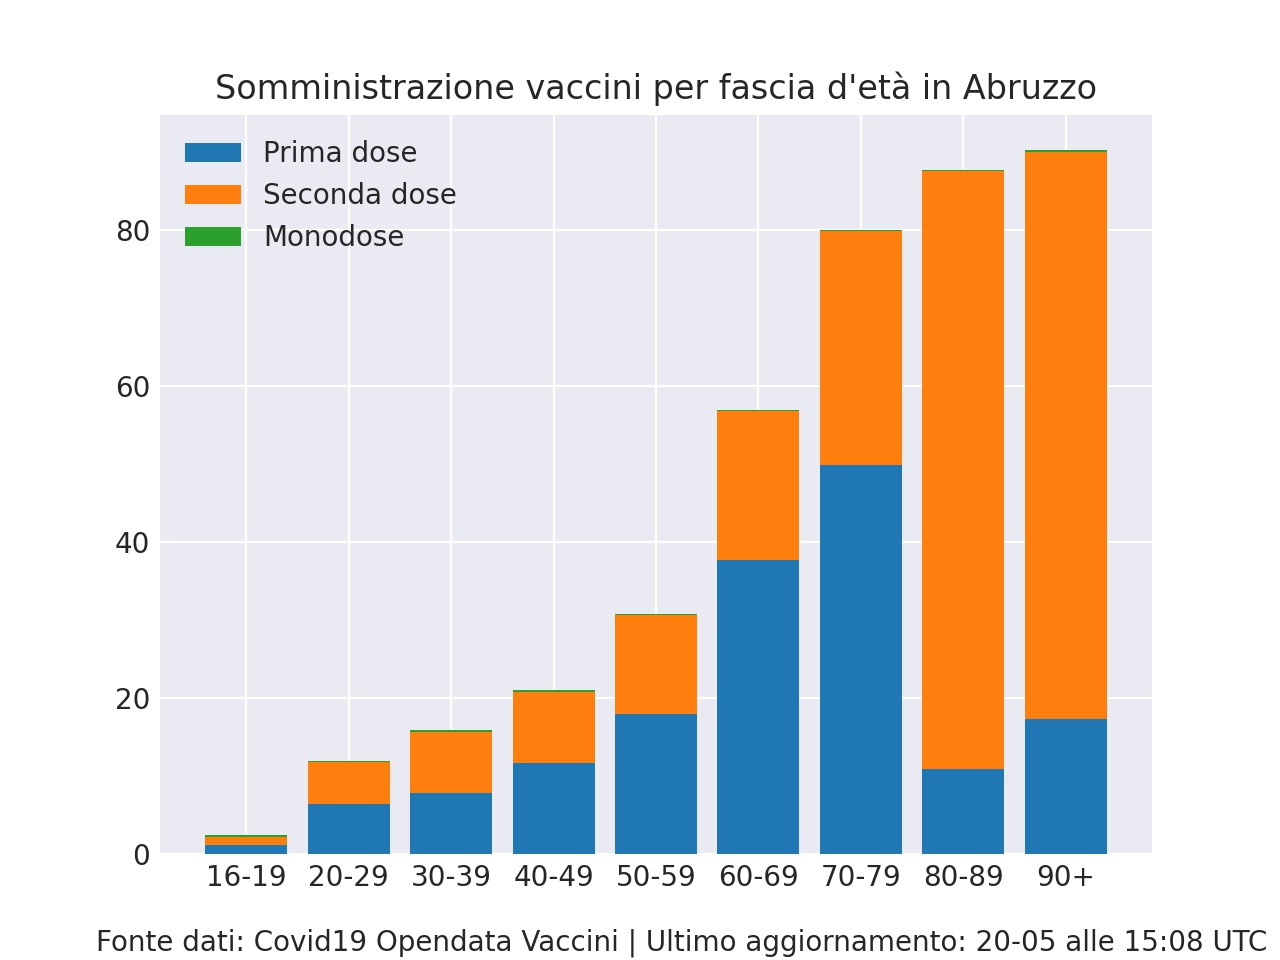 Somministrazione vaccini per fascia d'età in Abruzzo
Prima dose
Seconda dose
Monodose
80
60
40
20
0
16-19 20-29 30-39 40-49 50-59 60-69 70-79 80-89 90+
Fonte dati: Covid19 Opendata Vaccini | Ultimo aggiornamento: 20-05 alle 15:08 UTC